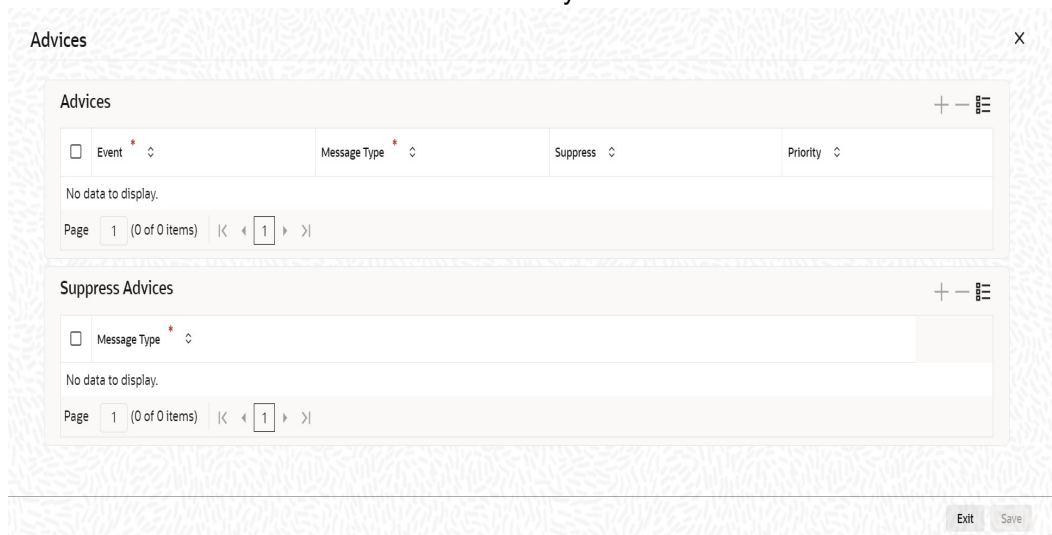 Advices X
Advices
Event * Message Type * Suppress Priority
No data to display.
Page 1 (0 of 0 items) 1
Suppress Advices
Message Type *
No data to display.
Page 1 (0 of 0 items) 1
Exit Save